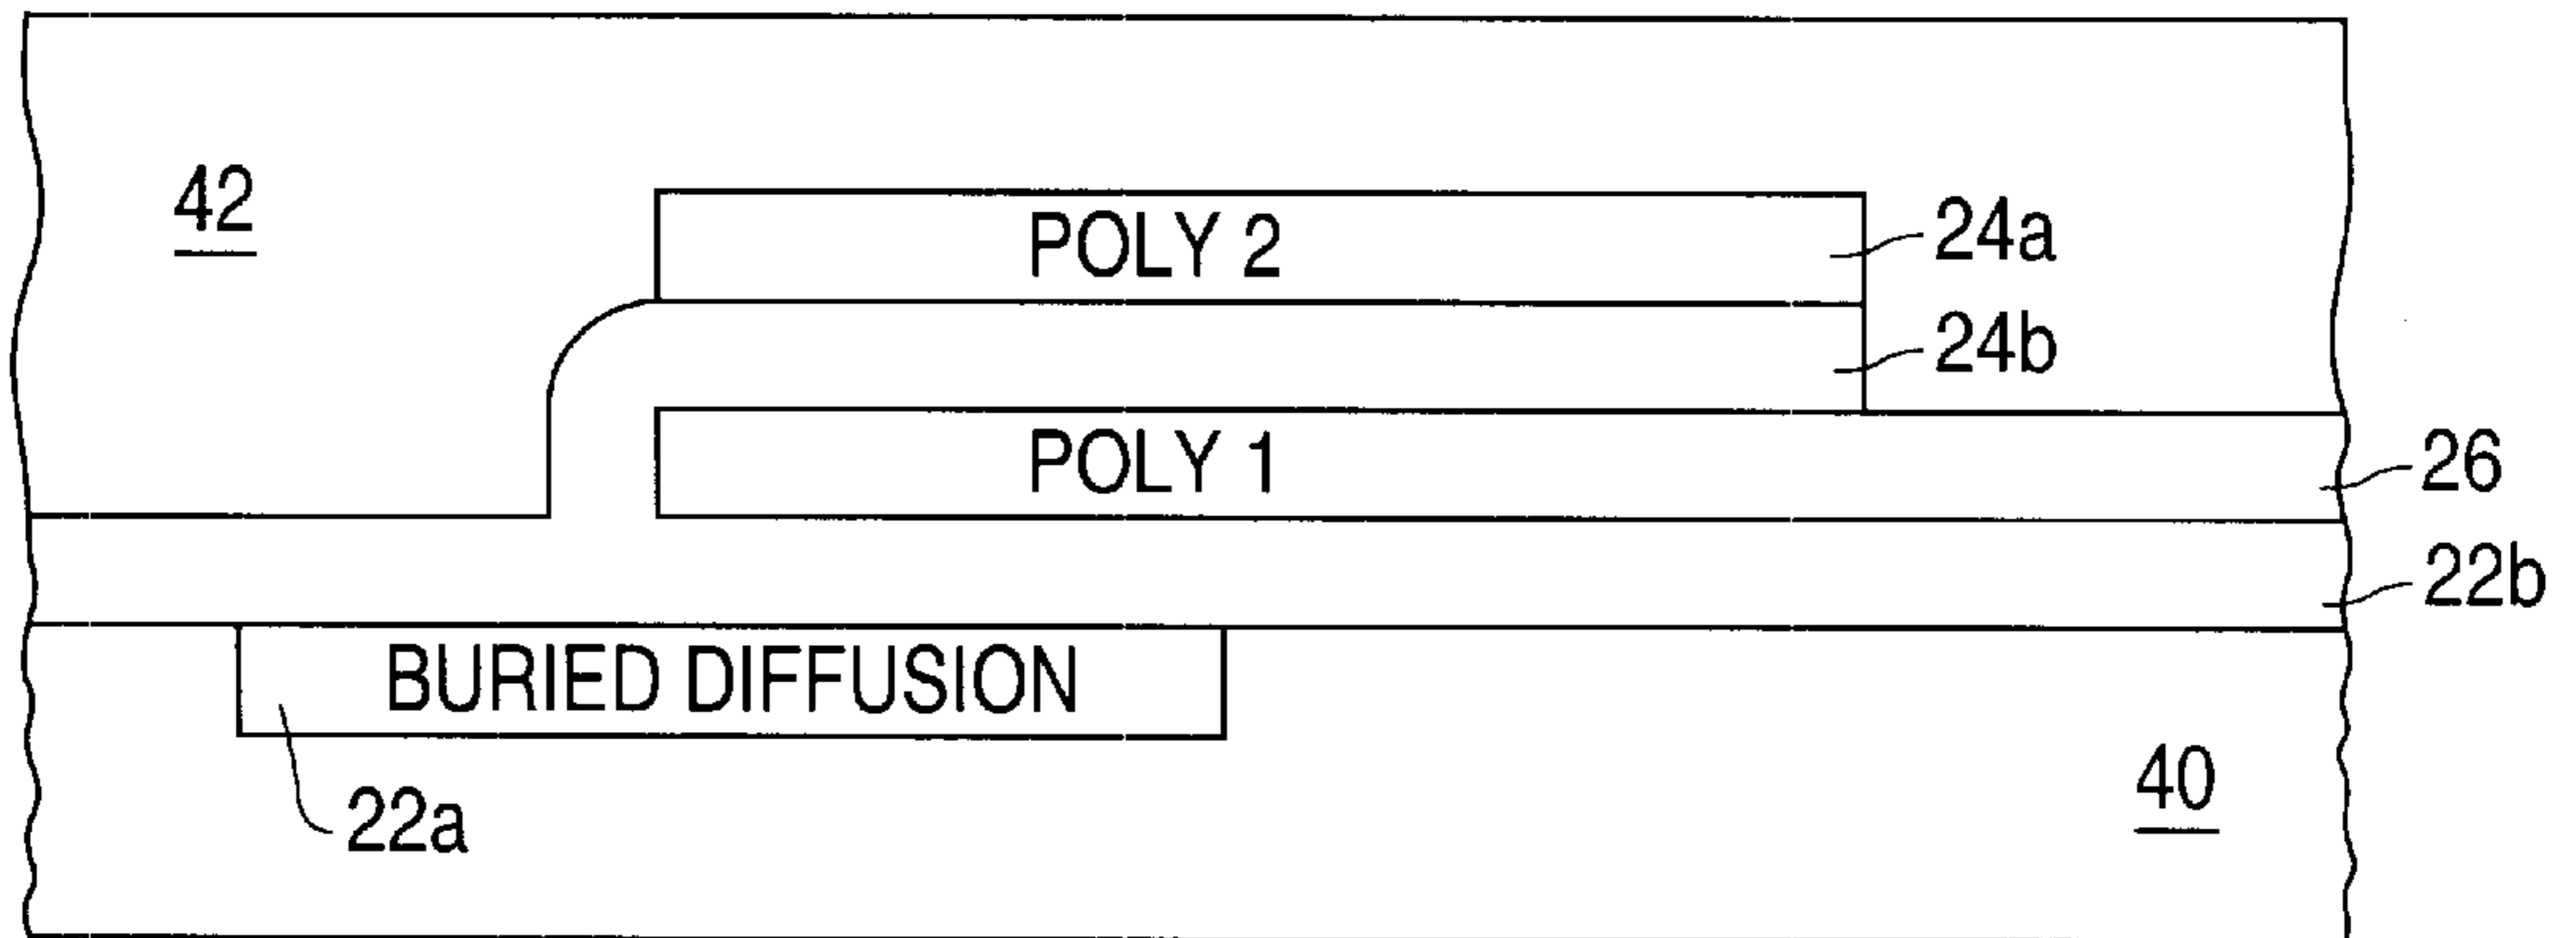 42
POLY 2
24a
24b
POLY 1
26
22b
BURIED DIFFUSION
22a
40